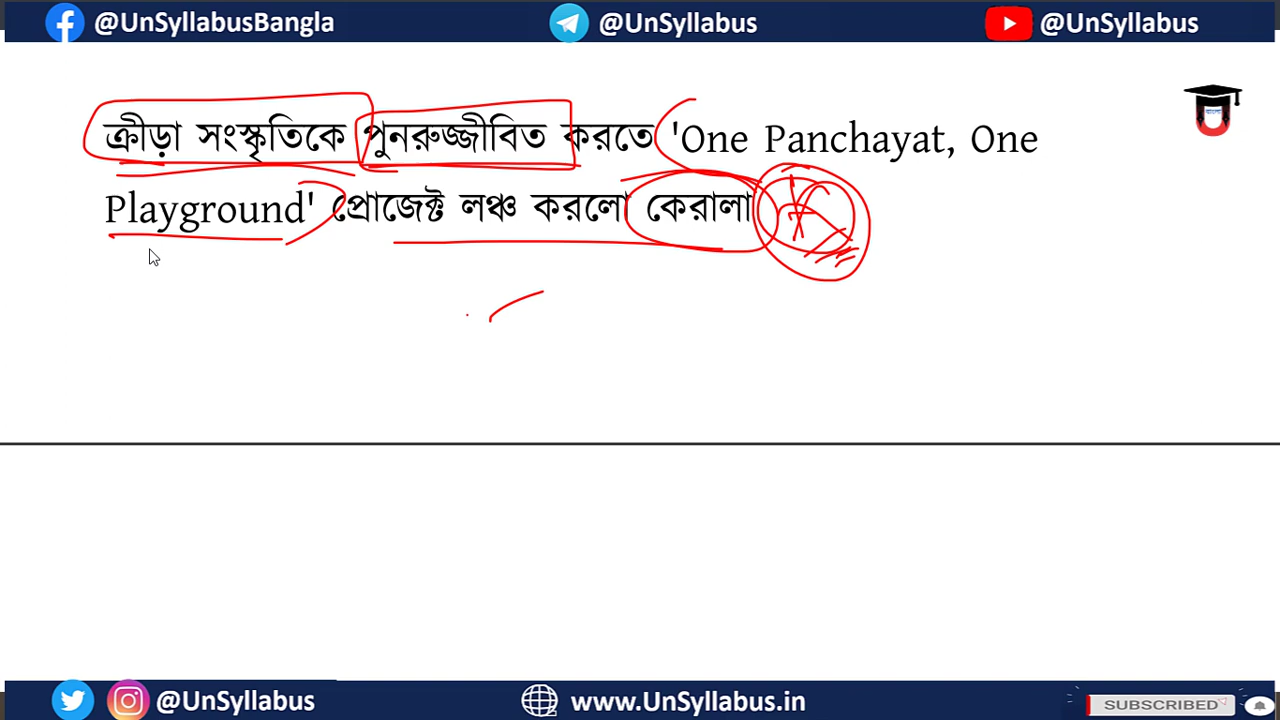 @UnSyllabusBangla @UnSyllabus @UnSyllabus
ক্রীড়া সংস্কৃতিকে পুনরুজ্জীবিত করতে 'One Panchayat, One
Playground' প্রোজেক্ট লঞ্চ করলো কেরালা
@UnSyllabus www.UnSyllabus.in SUBSCRIBED